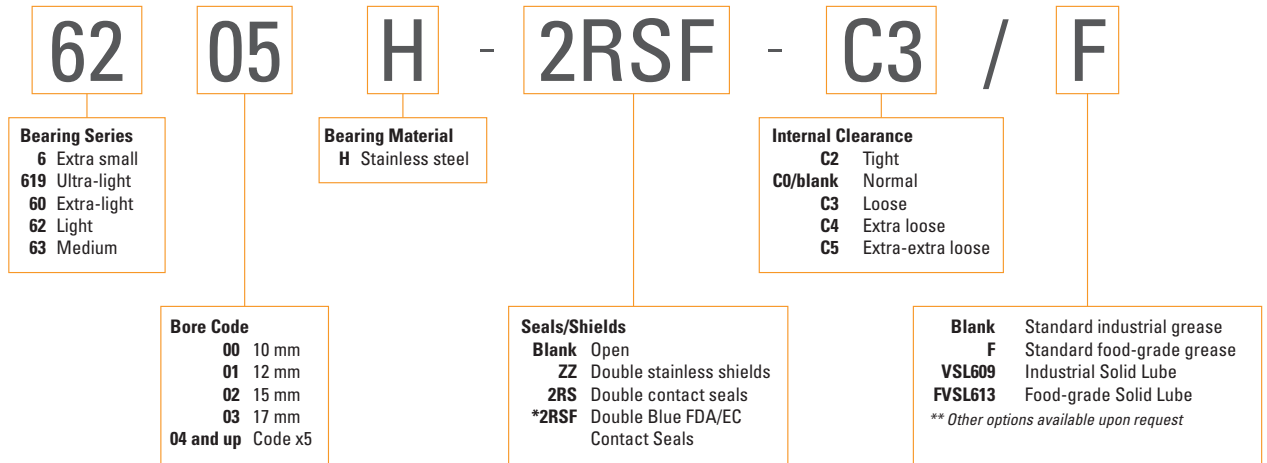 62 05 H - 2RSF - C3 / F
Bearing Series
6 Extra small
619 Ultra-light
60 Extra-light
62 Light
63 Medium
Bearing Material
H Stainless steel
Internal Clearance
C2 Tight
C0/blank Normal
C3 Loose
C4 Extra loose
C5 Extra-extra loose
Bore Code
00 10 mm
01 12 mm
02 15 mm
03 17 mm
04 and up Code x5
Seals/Shields
Blank Open
ZZ Double stainless shields
2RS Double contact seals
*2RSF Double Blue FDA/EC
Contact Seals
Blank Standard industrial grease
F Standard food-grade grease
VSL609 Industrial Solid Lube
FVSL613 Food-grade Solid Lube
** Other options available upon request